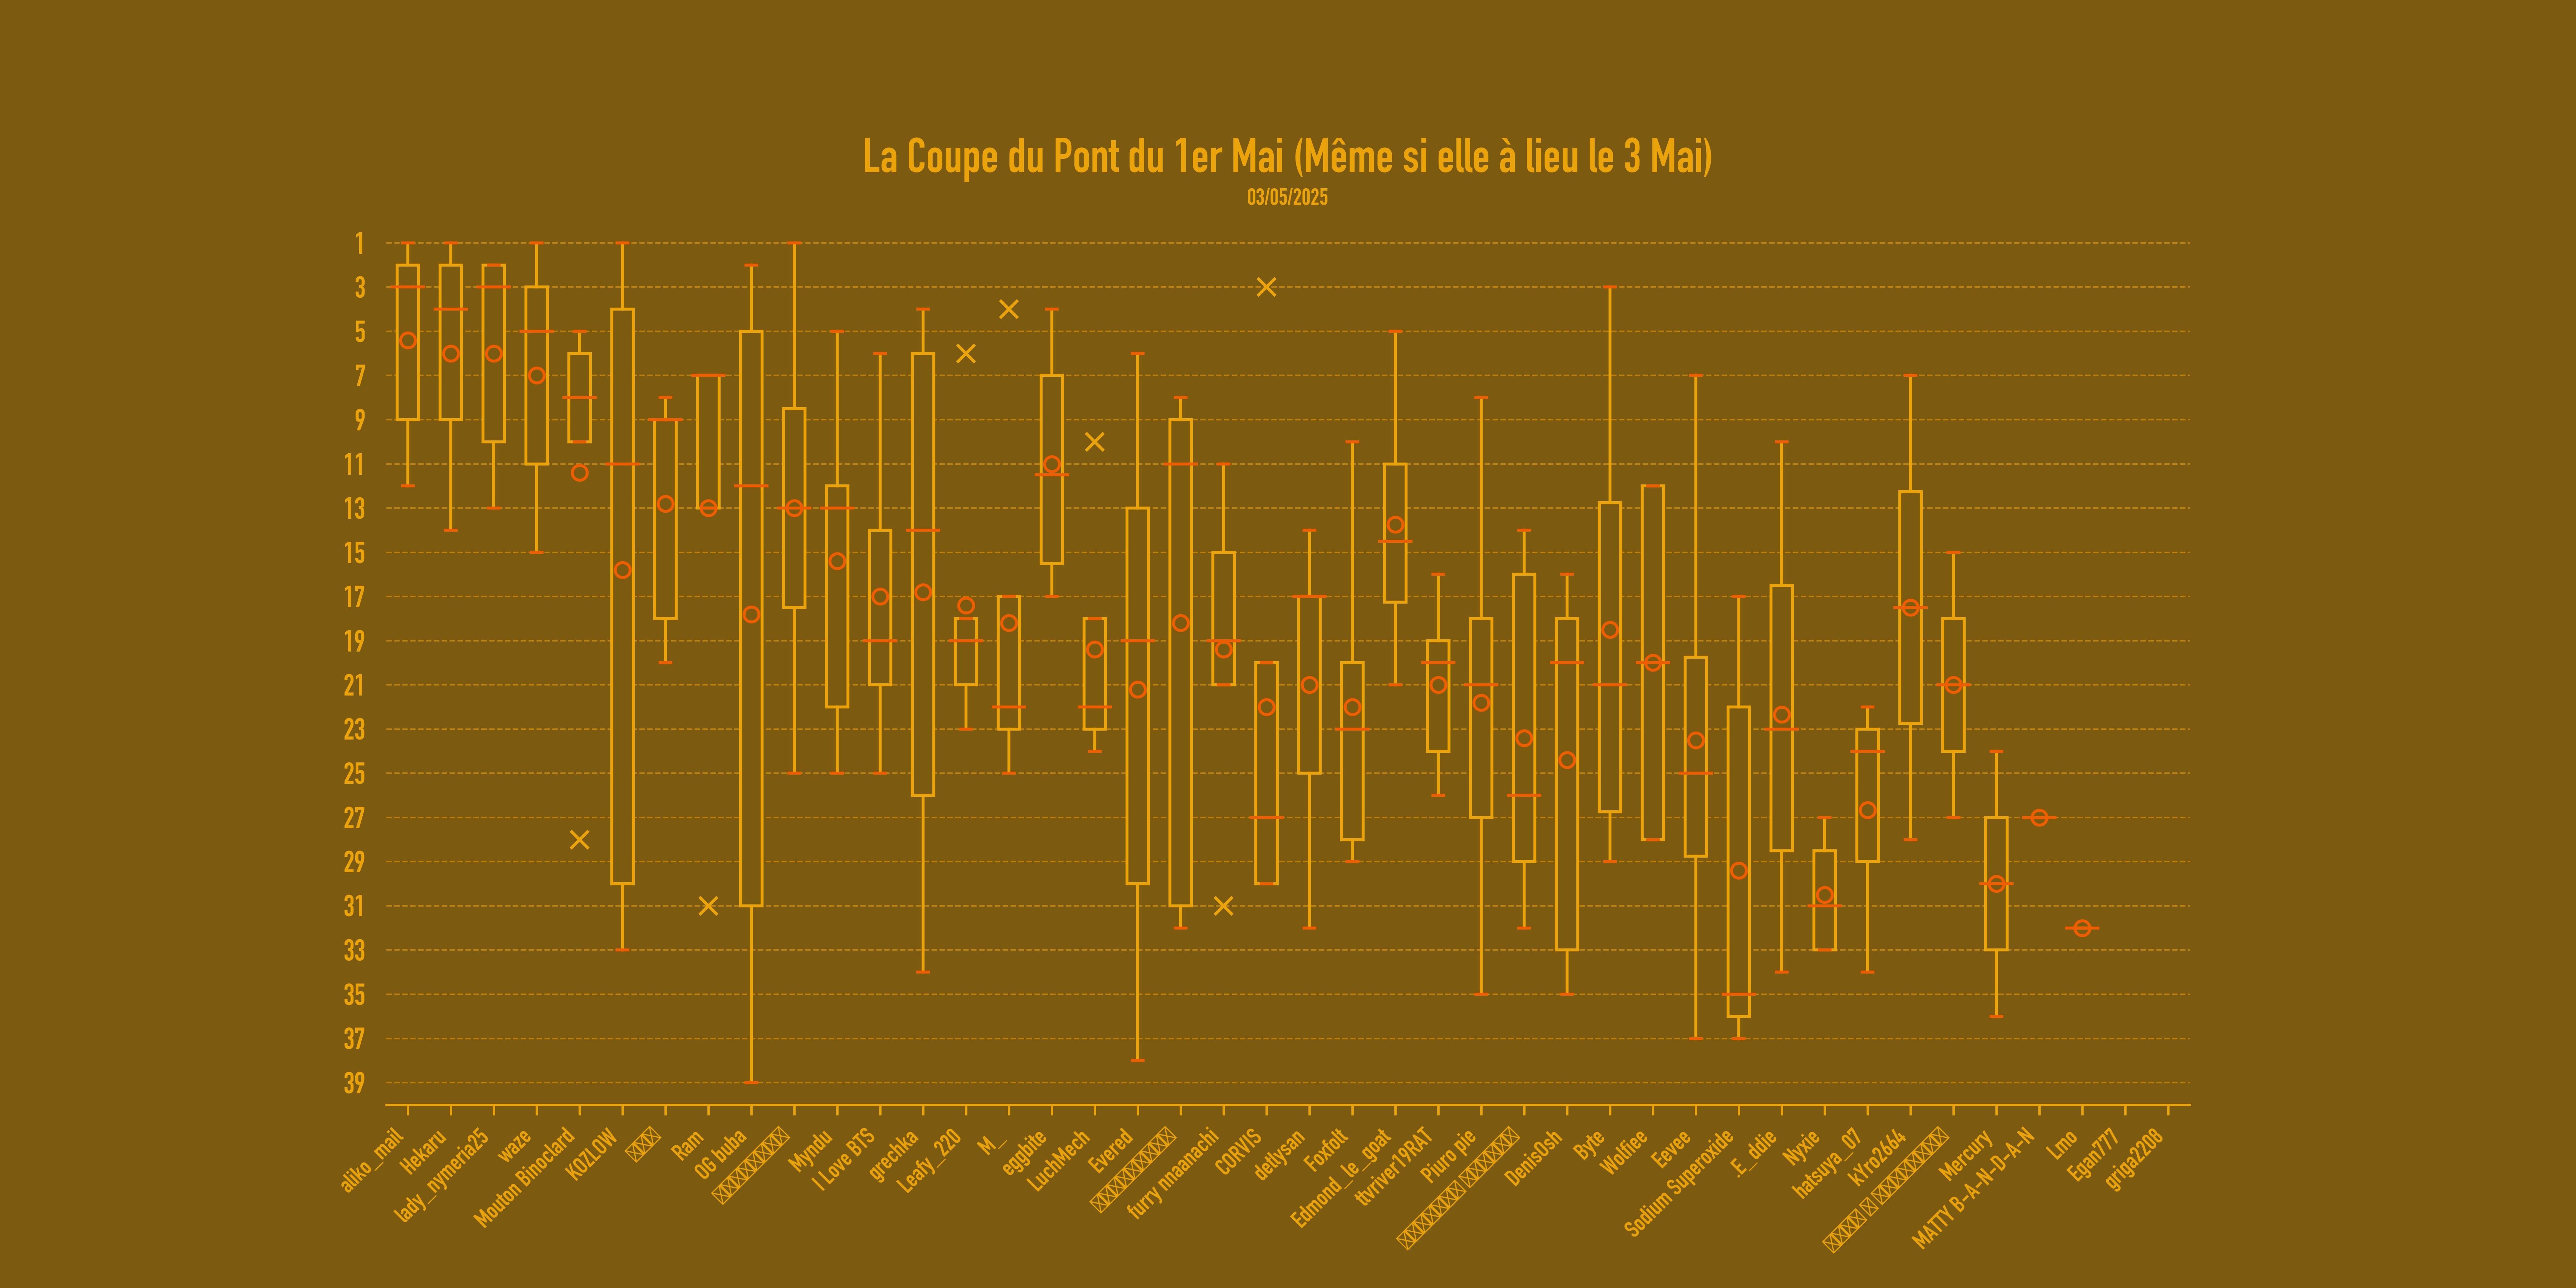 La Coupe du Pont du 1er Mai (Même si elle à lieu le 3 Mai)
03/05/2025
1
3
5
7
9
11
13
15
17
19
21
23
25
27
29
31
33
35
37
39
aliko_mail
Hekaru
lady_nymeria25
waze
Mouton Binoclard
KOZLOW
Ram
OG buba
Myndu
I Love BTS
grechka
Leafy_220
M_
eggbite
LuchMech
Evered
furry nnaanachi
CORVIS
detlysan
Foxfolt
Edmond_le_goat
ttvriver19RAT
Piuro pie
DenisOsh
Byte
Wolfiee
Eevee
Sodium Superoxide
.E_ddie
Nyxie
hatsuya_07
kYro2664
Mercury
MATTY B-A-N-D-A-N
Lmo
Egan777
griga2208